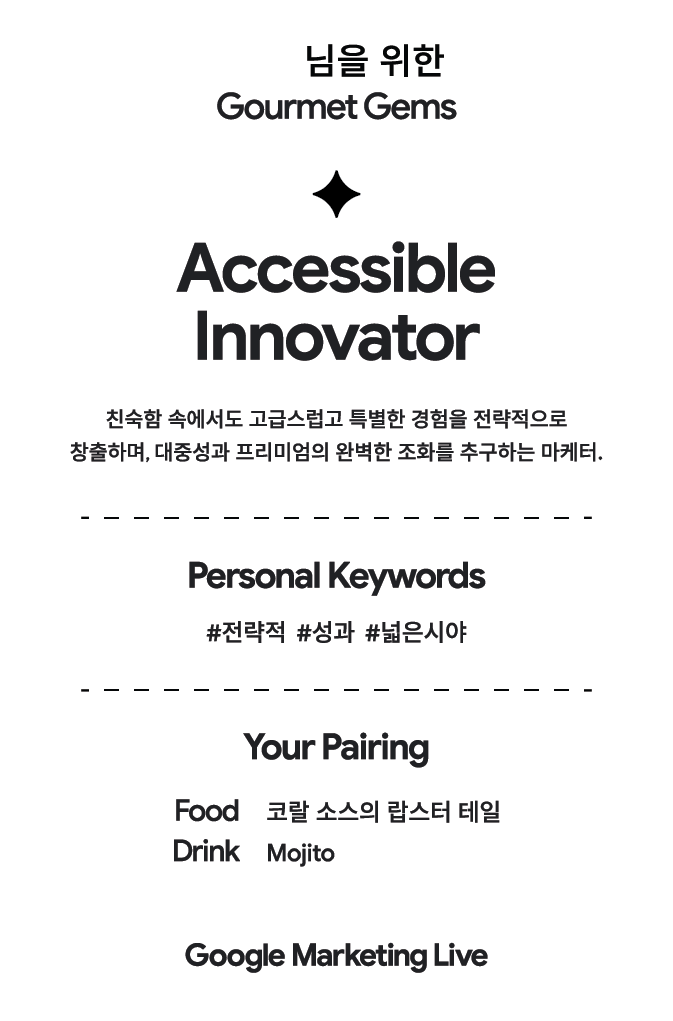 님을 위한
Gourmet Gems
Accessible
Innovator
친숙함 속에서도 고급스럽고 특별한 경험을 전략적으로
창출하며, 대중성과 프리미엄의 완벽한 조화를 추구하는 마케터.
Personal Keywords
#전략적 #성과 #넓은시야
Your Pairing
Food 코랄 소스의 랍스터 테일
Drink Mojito
Google Marketing Live